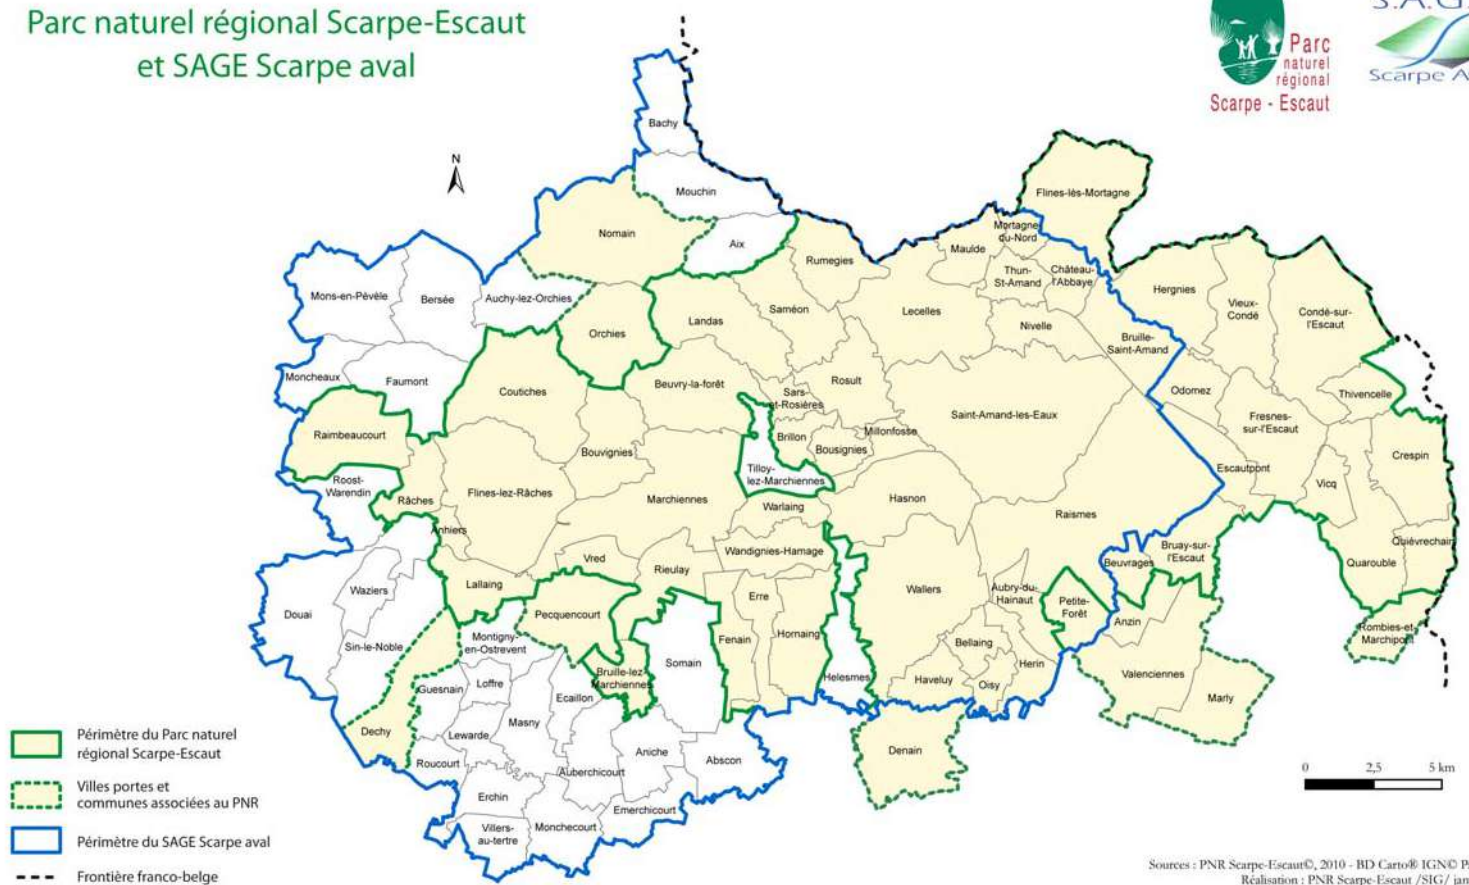 Parc naturel régional Scarpe-Escaut
et SAGE Scarpe aval
Parc
naturel
régional
Scarpe - Escaut
S.A.G.
Scarpe A
N
Bachy
Mouchin
Flines-lès-Mortagne
Nomain
Aix
Mortagne-
du-Nord
Maulde
Rumegies
Thun-
St-Amand
Château-
l'Abbaye
Hergnies
Vieux-
Condé
Condé-sur-
l'Escaut
Mons-en-Pévèle
Bersée
Auchy-lez-Orchies
Orchies
Landas
Saméon
Lecelles
Nivelle
Bruille-
Saint-Amand
Moncheaux
Faumont
Coutiches
Beuvry-la-forêt
Sars-
et-Rosières
Rosult
Saint-Amand-les-Eaux
Odomez
Thivencelle
Fresnes-
sur-l'Escaut
Raimbeaucourt
Bouvignies
Brillon
Millonfosse
Bousignies
Crespin
Roost-
Warendin
Râches
Flines-lez-Râches
Marchiennes
Tilloy-
lez-Marchiennes
Hasnon
Escautpont
Vicq
Warlaing
Raismes
Anhiers
Vred
Wandignies-Hamage
Bruay-sur-
l'Escaut
Quiévrechain
Lallaing
Rieulay
Beuvrages
Quarouble
Waziers
Douai
Pecquencourt
Erre
Wallers
Aubry-du-
Hainaut
Petite-
Forêt
Anzin
Rombies-et-
Marchipont
Sin-le-Noble
Montigny-
en-Ostrevent
Fenain
Hornaing
Bellaing
Herin
Somain
Bruille-lez-
Marchiennes
Helesmes
Haveluy
Oisy
Valenciennes
Marly
Guesnain
Loffre
Ecaillon
Dechy
Masny
Lewarde
Roucourt
Aniche
Abscon
Denain
Auberchicourt
Erchin
Emerchicourt
Villers-
au-tertre
Monchecourt
Périmètre du Parc naturel
régional Scarpe-Escaut
Villes portes et
communes associées au PNR
Périmètre du SAGE Scarpe aval
Frontière franco-belge
0 2,5 5 km
Sources : PNR Scarpe-Escaut©, 2010 - BD Carto® IGN© P
Réalisation : PNR Scarpe-Escaut /SIG/ jan